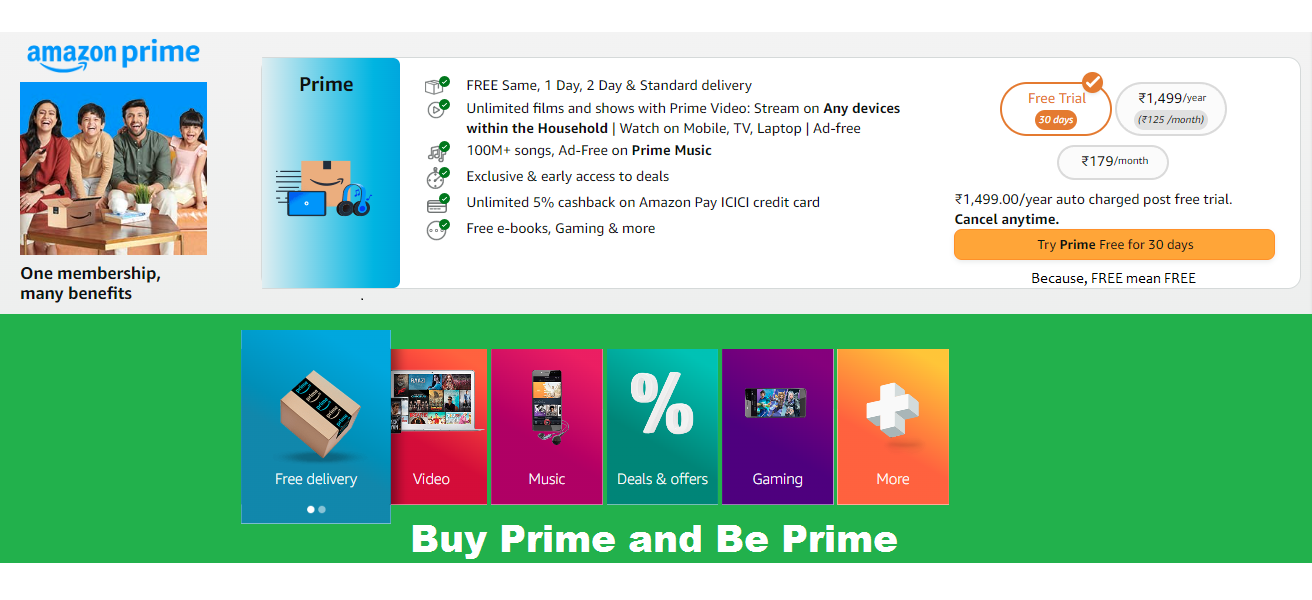 amazon prime
One membership,
many benefits
Prime
FREE Same, 1 Day, 2 Day & Standard delivery
Unlimited films and shows with Prime Video: Stream on Any devices
within the Household | Watch on Mobile, TV, Laptop | Ad-free
100M+ songs, Ad-Free on Prime Music
Exclusive & early access to deals
Unlimited 5% cashback on Amazon Pay ICICI credit card
Free e-books, Gaming & more
Free Trial
30 days
₹1,499/year
(₹125 /month)
₹179/month
₹1,499.00/year auto charged post free trial.
Cancel anytime.
Try Prime Free for 30 days
Because, FREE mean FREE
.
Free delivery
Video
Music
%
Deals & offers
Gaming
More
Buy Prime and Be Prime